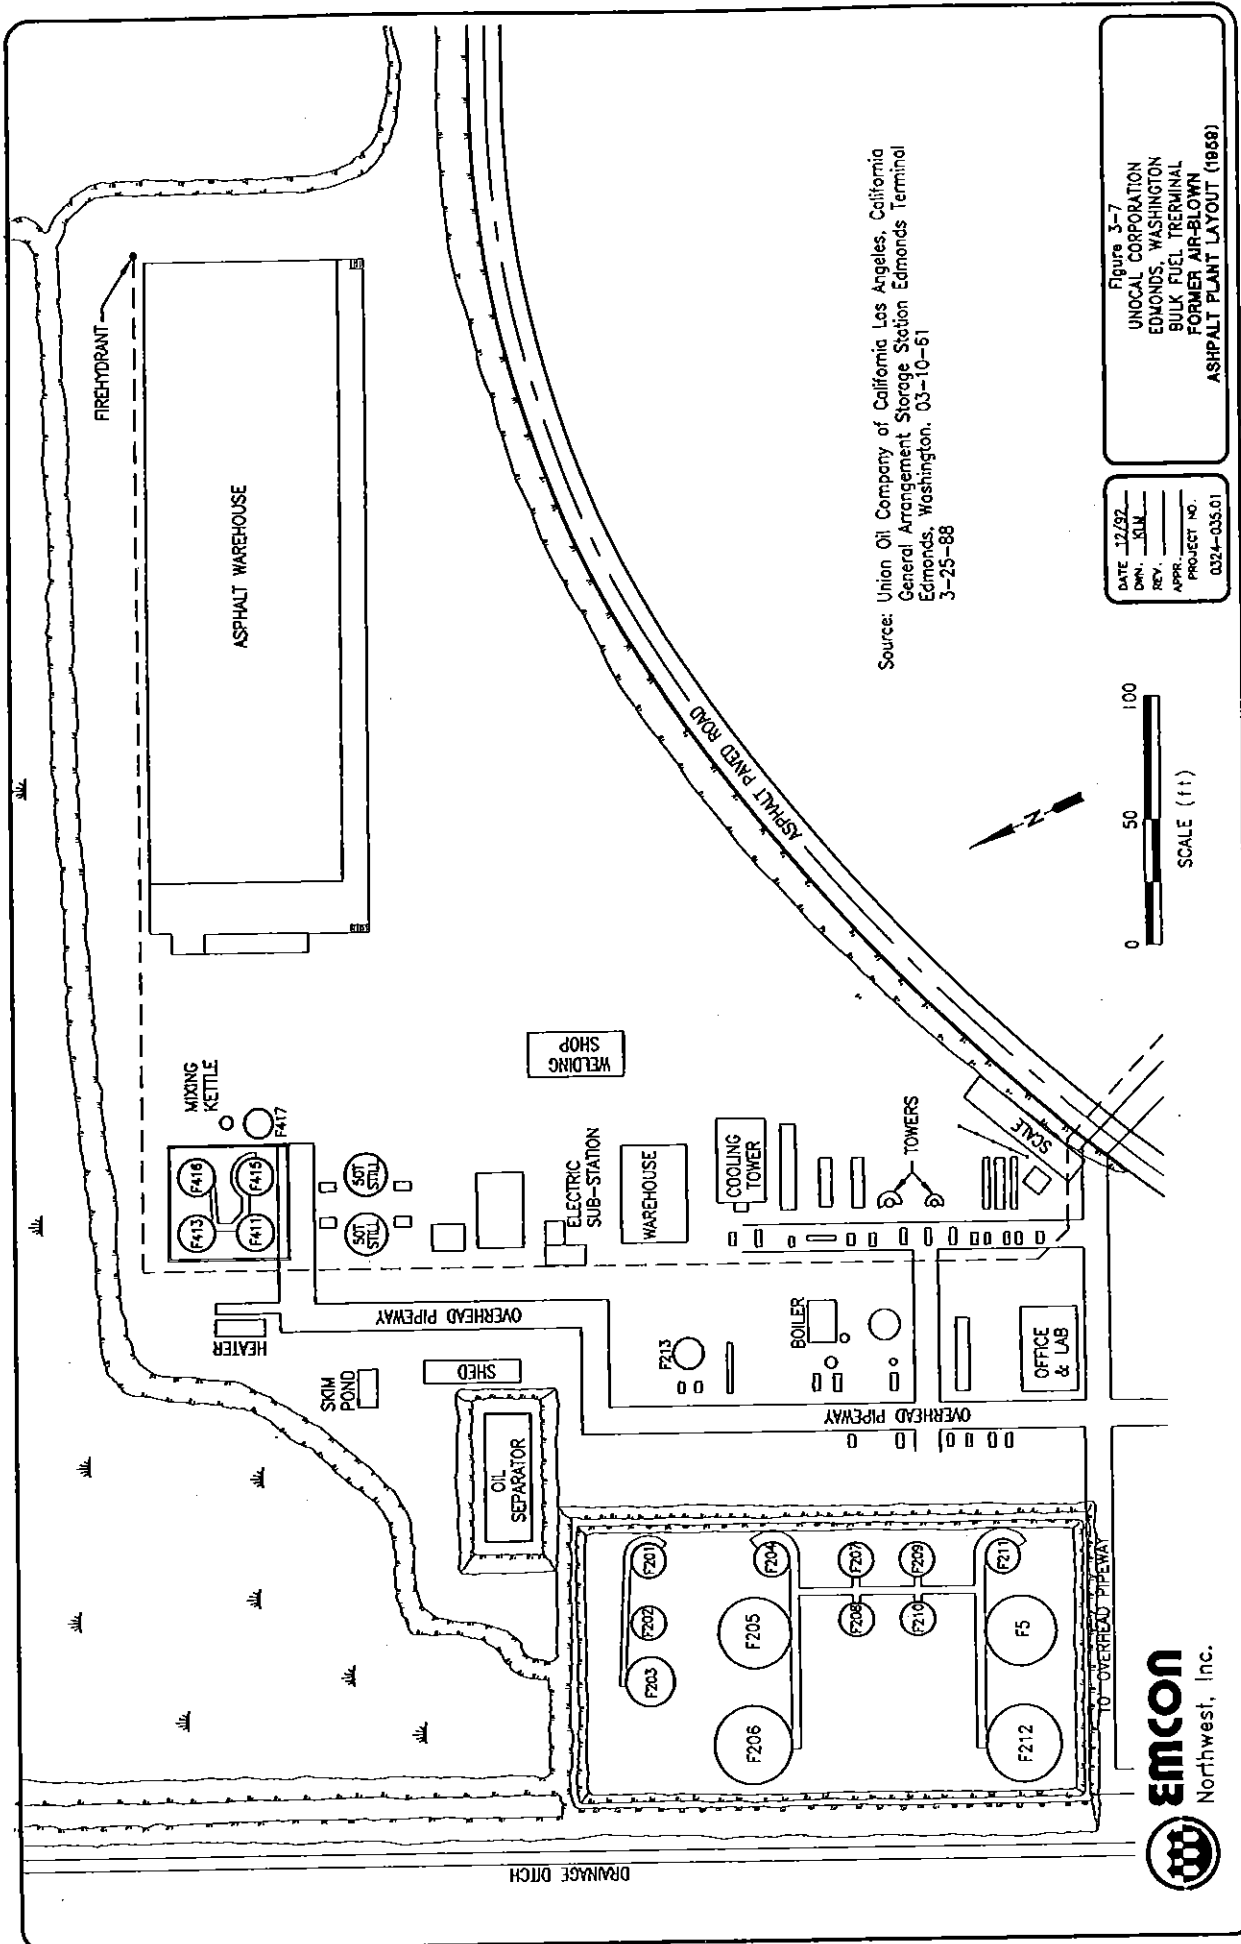 FIREHYDRANT
ASPHALT WAREHOUSE
MIXING
KETTLE
F417
F416
F415
F413
F411
50T
STILL
50T
STILL
WELDING
SHOP
ELECTRIC
SUB-STATION
WAREHOUSE
COOLING
TOWER
TOWERS
SCALE
ASPHALT PAVED ROAD
HEATER
OVERHEAD PIPEWAY
SKIM
POND
SHED
F213
BOILER
OFFICE
& LAB
OVERHEAD PIPEWAY
OIL
SEPARATOR
F201
F202
F203
F204
F205
F206
F207
F208
F209
F210
F211
F5
F212
TO OVERHEAD PIPEWAY
DRAINAGE DITCH
N
0 50 100
SCALE (ft)
Source: Union Oil Company of California Los Angeles, California
General Arrangement Storage Station Edmonds Terminal
Edmonds, Washington. 03-10-61
3-25-88
DATE 12/92
DWN. KLM
REV.
APPR.
PROJECT NO.
0324-035.01
Figure 3-7
UNOCAL CORPORATION
EDMONDS, WASHINGTON
BULK FUEL TRERMINAL
FORMER AIR-BLOWN
ASHPALT PLANT LAYOUT (1959)
EMCON
Northwest, Inc.